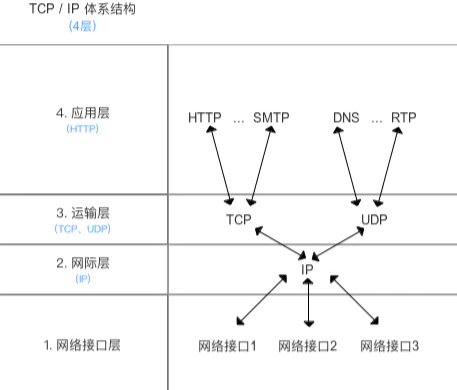 TCP / IP 体系结构
(4层)
4. 应用层
(HTTP)
HTTP ... SMTP DNS ... RTP
3. 运输层
(TCP、UDP)
TCP UDP
2. 网际层
(IP)
IP
1. 网络接口层
网络接口1 网络接口2 网络接口3